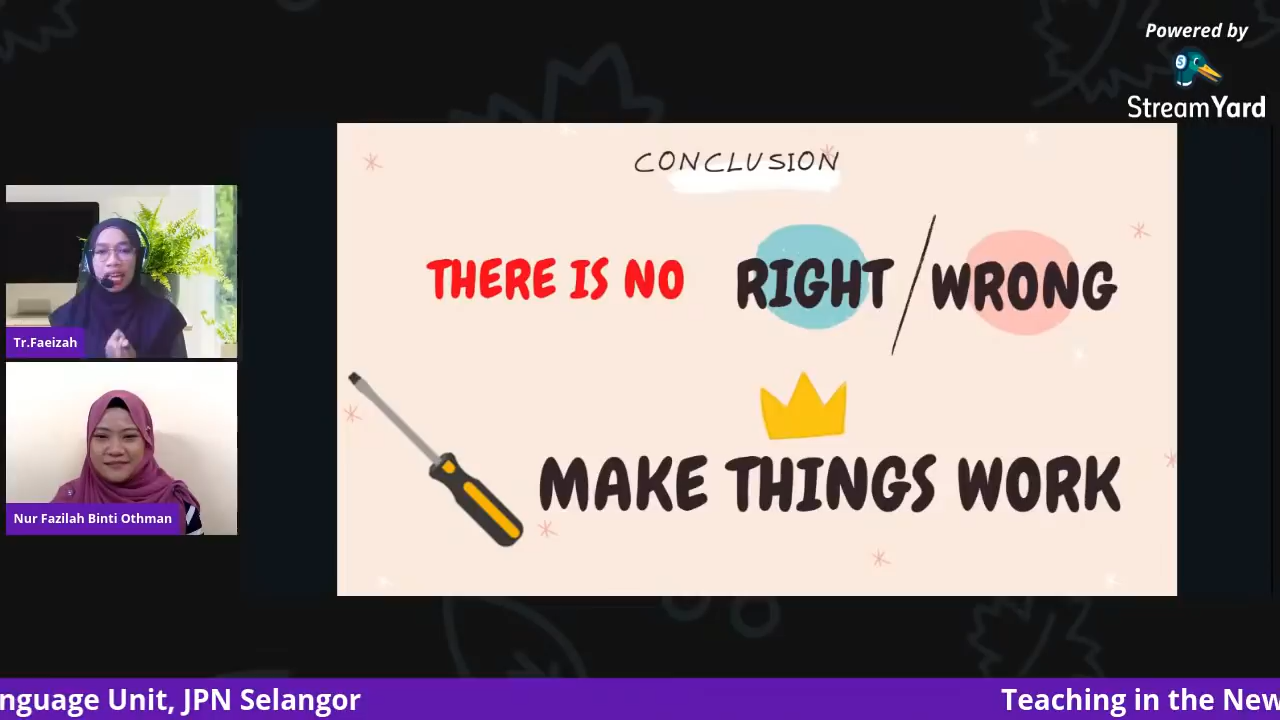 Powered by
StreamYard
CONCLUSION
THERE IS NO RIGHT/WRONG
MAKE THINGS WORK
Tr.Faeizah
Nur Fazilah Binti Othman
nguage Unit, JPN Selangor
Teaching in the New